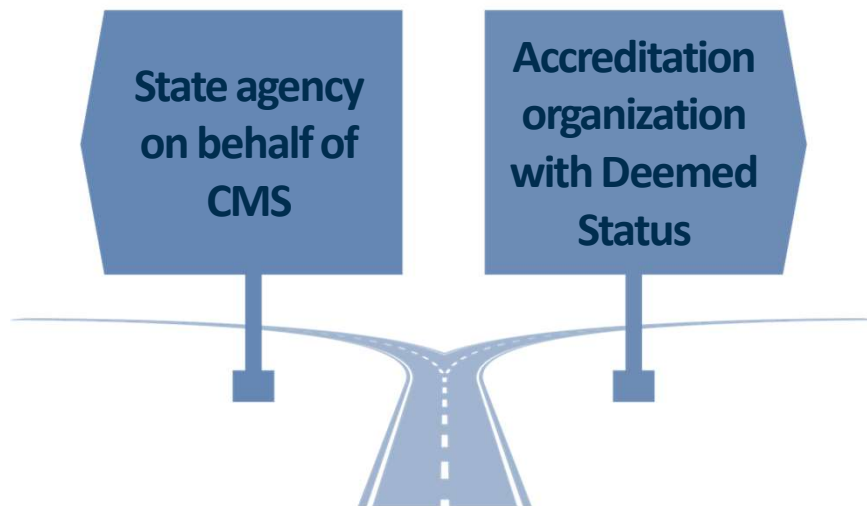 State agency
on behalf of
CMS
Accreditation
organization
with Deemed
Status